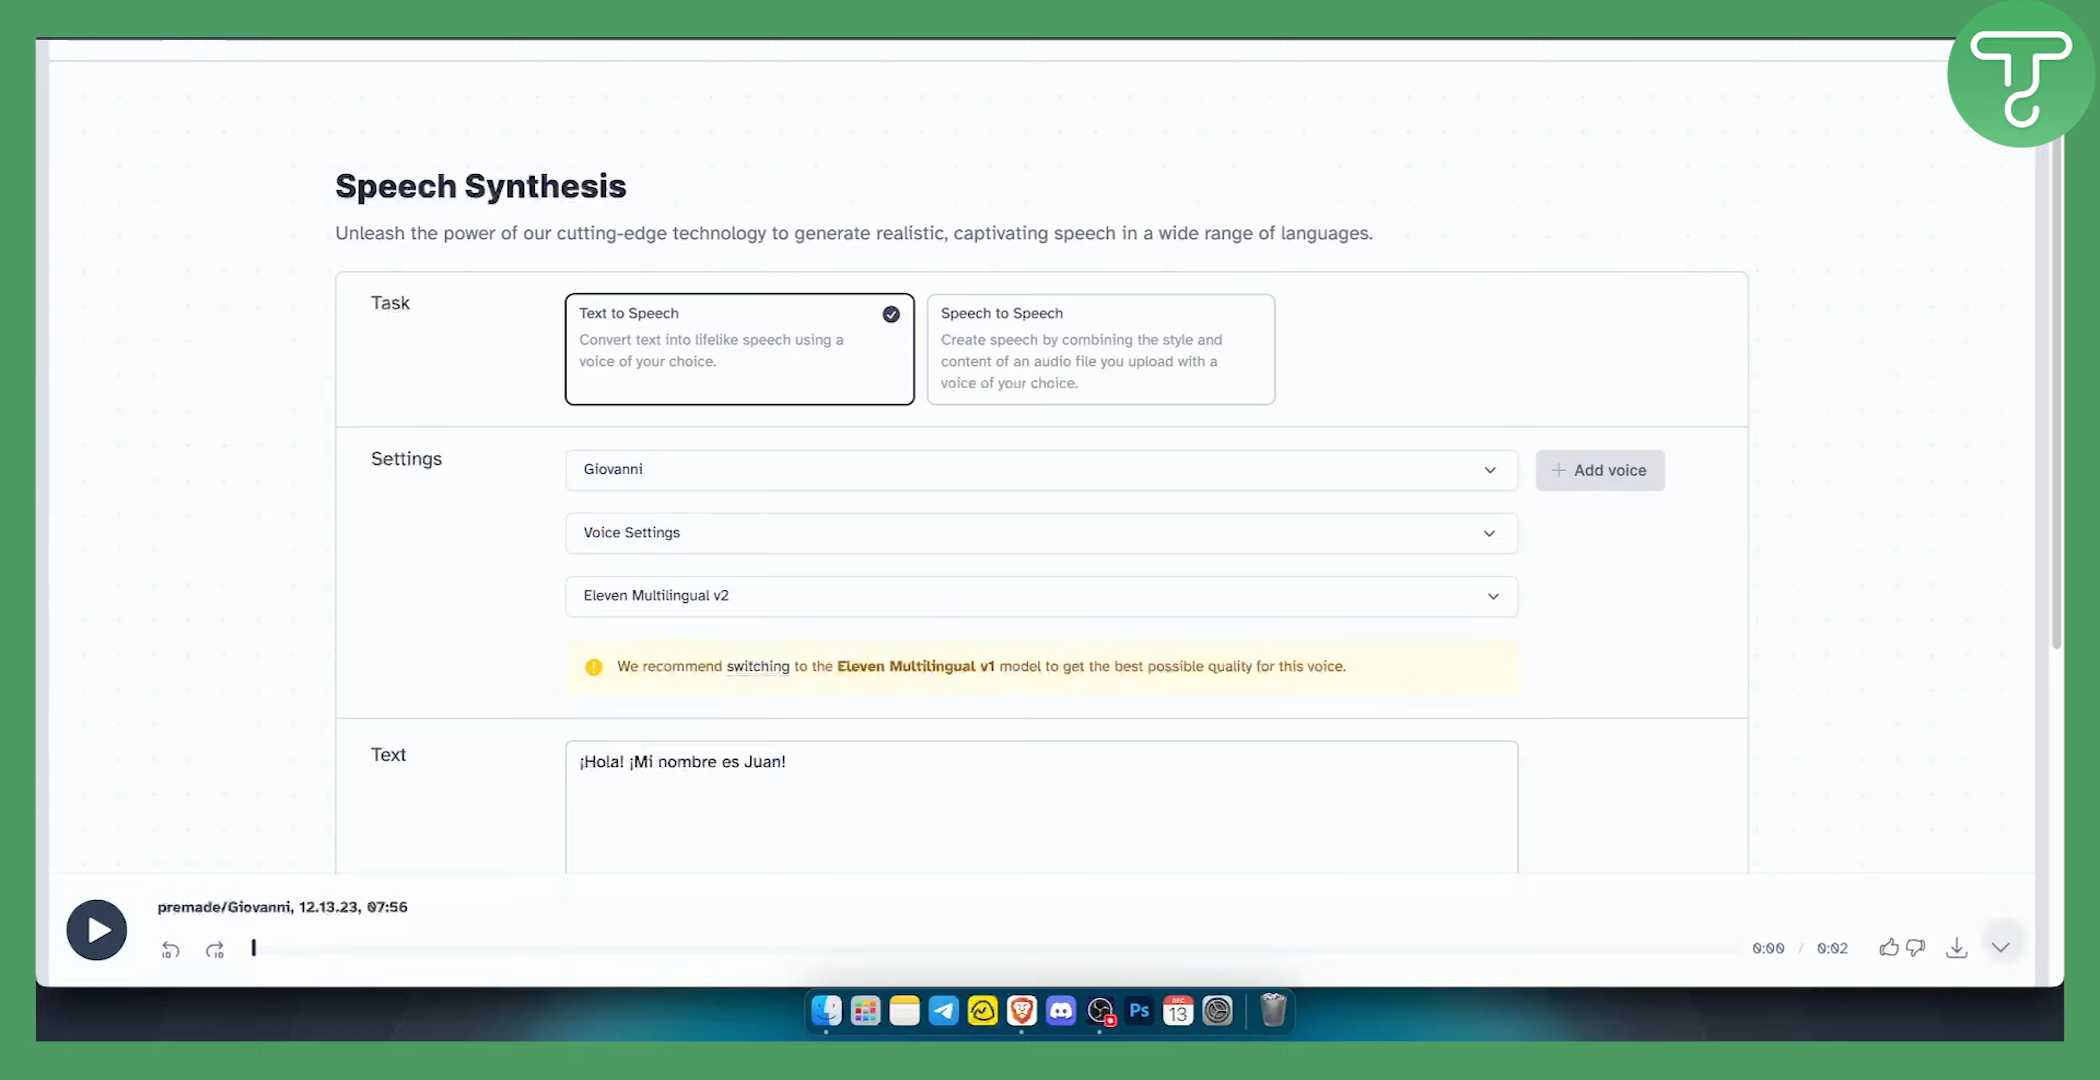 Speech Synthesis
Unleash the power of our cutting-edge technology to generate realistic, captivating speech in a wide range of languages.
Task
Text to Speech
Convert text into lifelike speech using a
voice of your choice.
Speech to Speech
Create speech by combining the style and
content of an audio file you upload with a
voice of your choice.
Settings
Giovanni
Add voice
Voice Settings
Eleven Multilingual v2
We recommend switching to the Eleven Multilingual v1 model to get the best possible quality for this voice.
Text
¡Hola! ¡Mi nombre es Juan!
premade/Giovanni, 12.13.23, 07:56
10
10
0:00 / 0:02
Ps
DEC
13